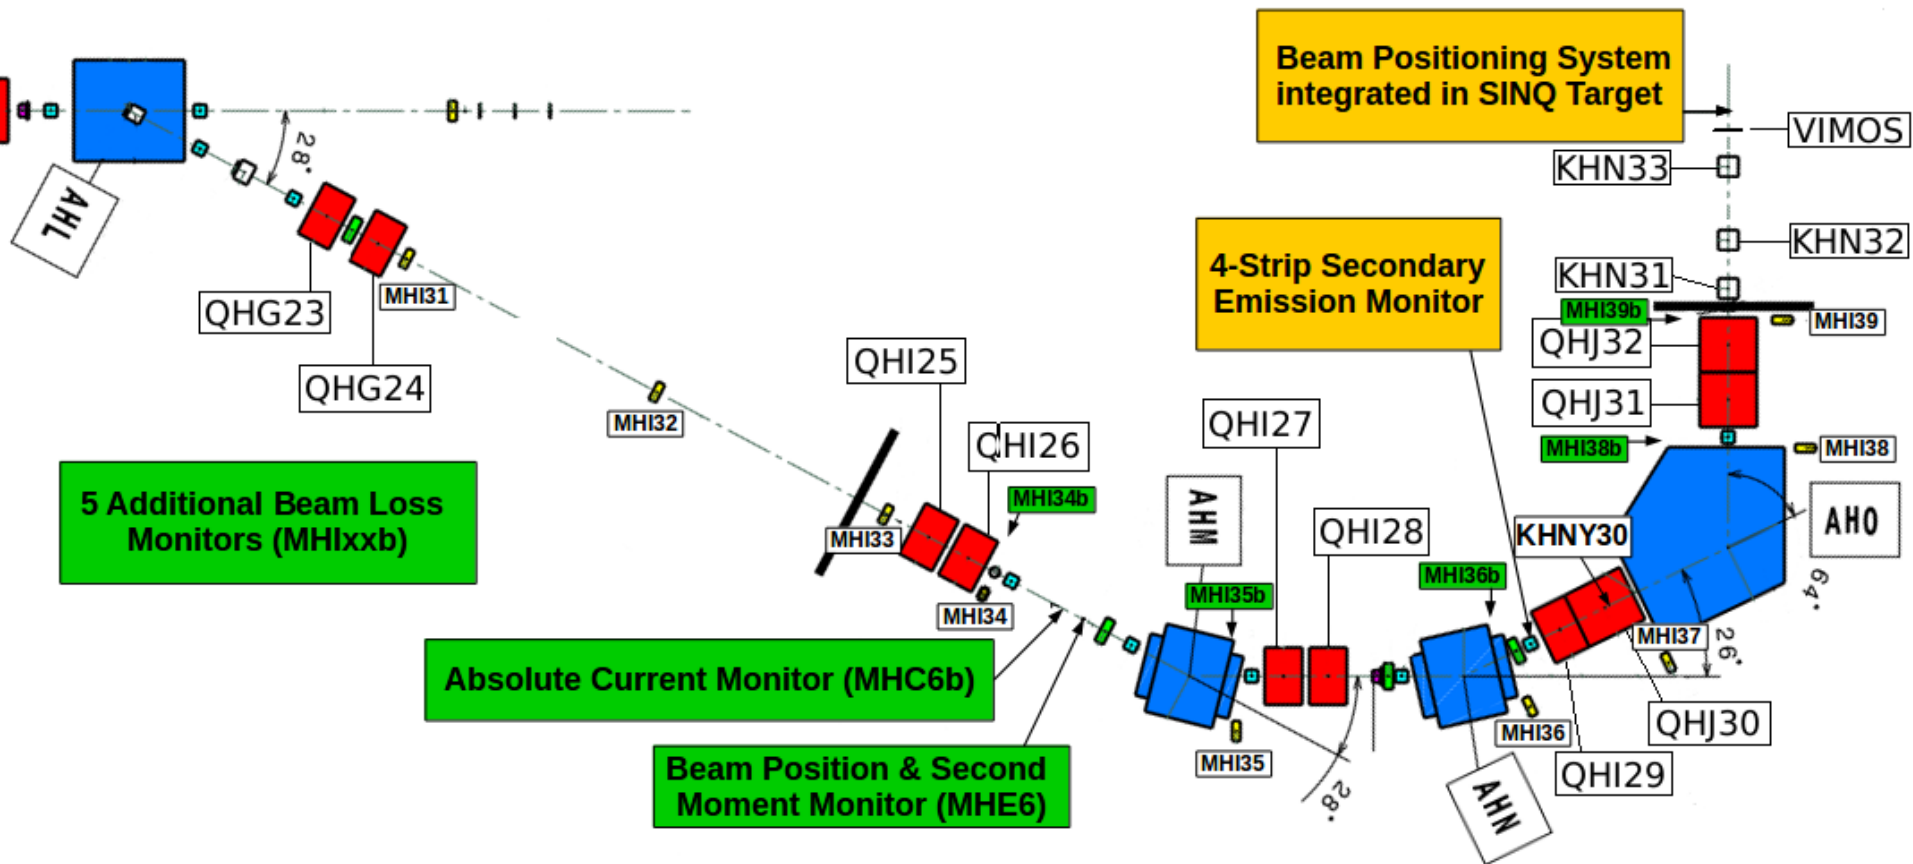 Beam Positioning System
integrated in SINQ Target
VIMOS
KHN33
KHN32
KHN31
MHI39b
MHI39
QHJ32
QHJ31
MHI38b
MHI38
AHO
64°
KHNY30
4-Strip Secondary
Emission Monitor
28°
AHL
QHG23
MHI31
QHG24
MHI32
QHI25
QHI26
MHI34b
MHI33
MHI34
5 Additional Beam Loss
Monitors (MHIxxb)
AHM
QHI27
QHI28
MHI35b
MHI36b
MHI37
26°
Absolute Current Monitor (MHC6b)
Beam Position & Second
Moment Monitor (MHE6)
MHI35
28°
MHI36
QHJ30
QHI29
AHN